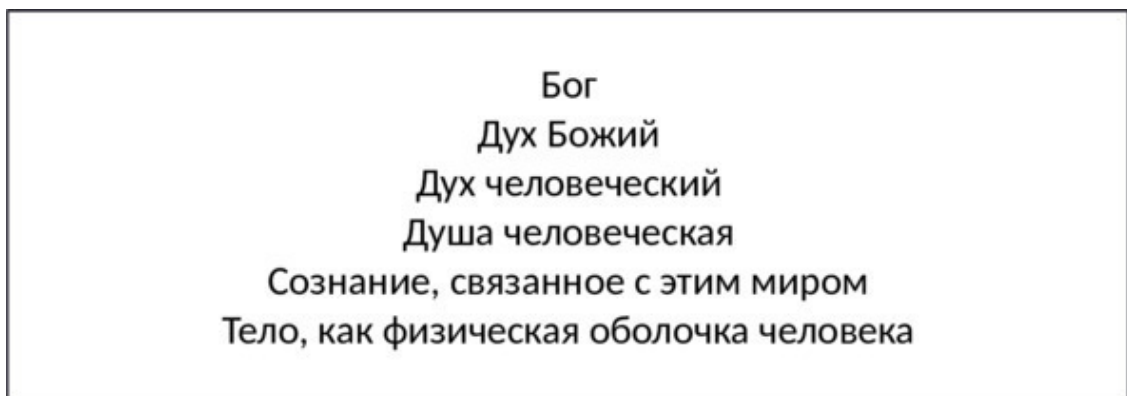 Бог
Дух Божий
Дух человеческий
Душа человеческая
Сознание, связанное с этим миром
Тело, как физическая оболочка человека